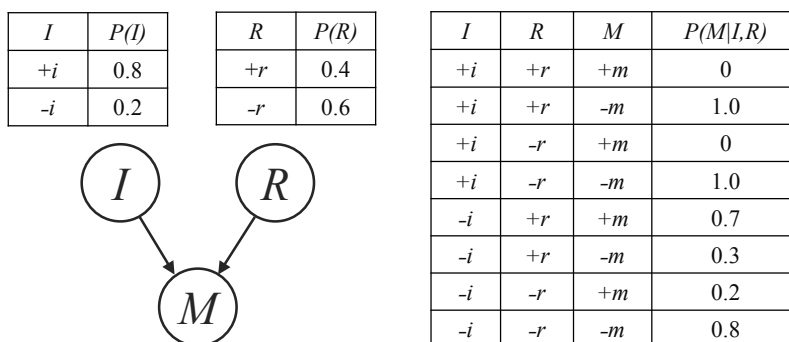 I P(I)
+i 0.8
-i 0.2
R P(R)
+r 0.4
-r 0.6
I R M P(M|I,R)
+i +r +m 0
+i +r -m 1.0
+i -r +m 0
+i -r -m 1.0
-i +r +m 0.7
-i +r -m 0.3
-i -r +m 0.2
-i -r -m 0.8
I R
M